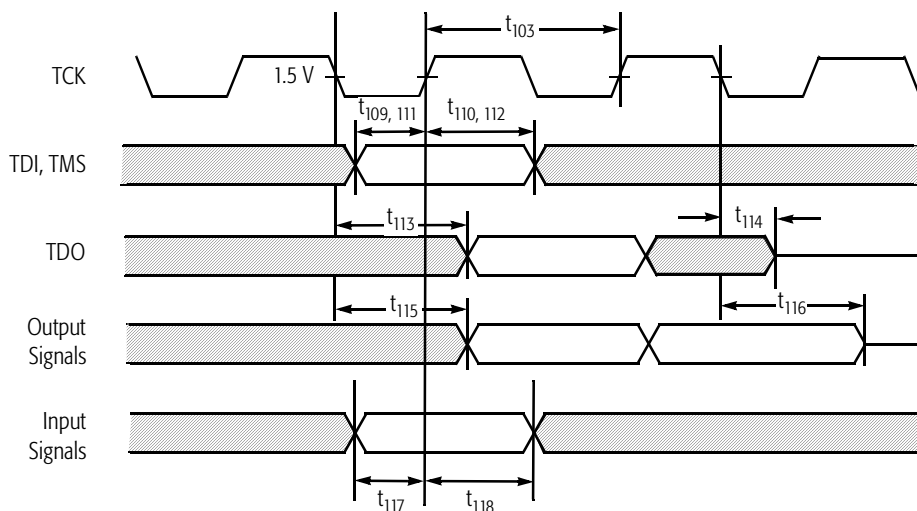 t103
TCK
1.5 V
t109, 111
t110, 112
TDI, TMS
t113
t114
TDO
t115
t116
Output
Signals
Input
Signals
t117
t118